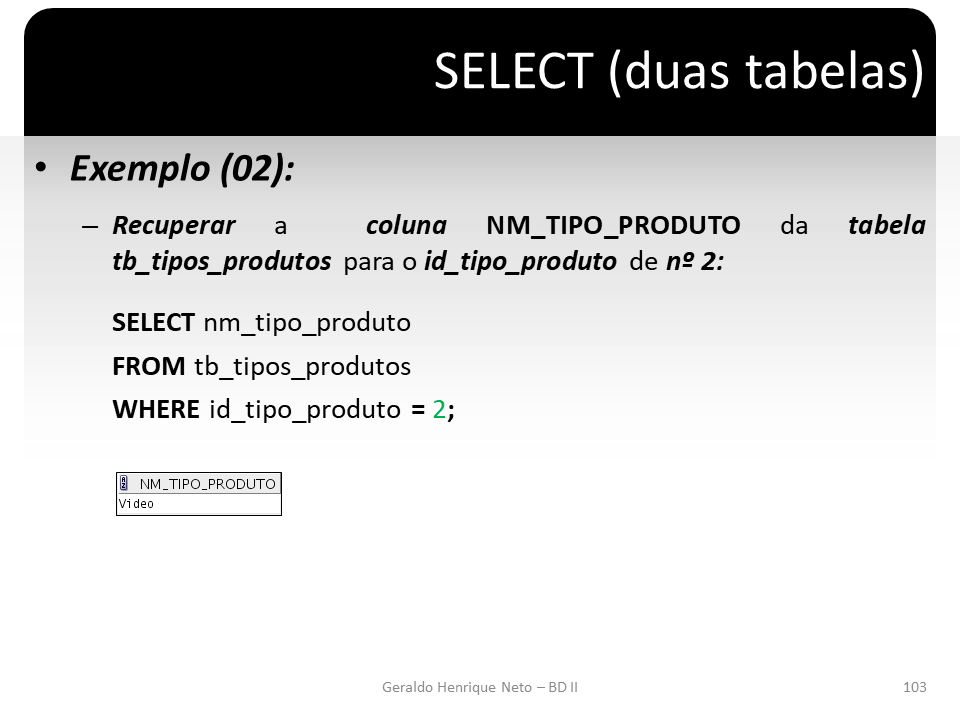 SELECT (duas tabelas)
• Exemplo (02):
– Recuperar a coluna NM_TIPO_PRODUTO da tabela
tb_tipos_produtos para o id_tipo_produto de nº 2:
SELECT nm_tipo_produto
FROM tb_tipos_produtos
WHERE id_tipo_produto = 2;
NM_TIPO_PRODUTO
Video
Geraldo Henrique Neto – BD II
103